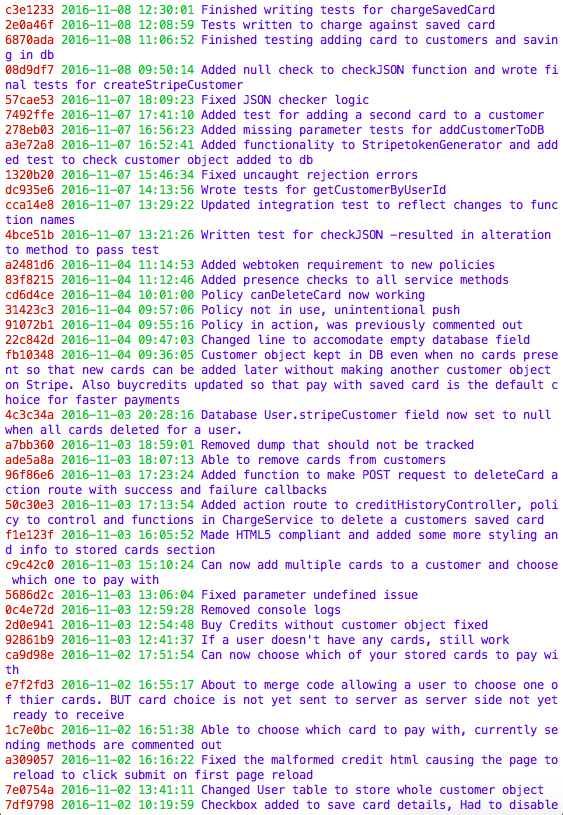 c3e1233 2016-11-08 12:30:01 Finished writing tests for chargeSavedCard
2e0a46f 2016-11-08 12:08:59 Tests written to charge against saved card
6870ada 2016-11-08 11:06:52 Finished testing adding card to customers and savin
g in db
08d9df7 2016-11-08 09:50:14 Added null check to checkJSON function and wrote fi
nal tests for createStripeCustomer
57cae53 2016-11-07 18:09:23 Fixed JSON checker logic
7492ffe 2016-11-07 17:41:10 Added test for adding a second card to a customer
278eb03 2016-11-07 16:56:23 Added missing parameter tests for addCustomerToDB
a3e72a8 2016-11-07 16:52:41 Added functionality to StripetokenGenerator and add
ed test to check customer object added to db
1320b20 2016-11-07 15:46:34 Fixed uncaught rejection errors
dc935e6 2016-11-07 14:13:56 Wrote tests for getCustomerByUserId
cca14e8 2016-11-07 13:29:22 Updated integration test to reflect changes to func
tion names
4bce51b 2016-11-07 13:21:26 Written test for checkJSON -resulted in alteration
to method to pass test
a2481d6 2016-11-04 11:14:53 Added webtoken requirement to new policies
83f8215 2016-11-04 11:12:46 Added presence checks to all service methods
cd6d4ce 2016-11-04 10:01:00 Policy canDeleteCard now working
31423c3 2016-11-04 09:57:06 Policy not in use, unintentional push
91072b1 2016-11-04 09:55:16 Policy in action, was previously commented out
22c842d 2016-11-04 09:47:03 Changed line to accomodate empty database field
fb10348 2016-11-04 09:36:05 Customer object kept in DB even when no cards prese
nt so that new cards can be added later without making another customer object
on Stripe. Also buycredits updated so that pay with saved card is the default c
hoice for faster payments
4c3c34a 2016-11-03 20:28:16 Database User.stripeCustomer field now set to null
when all cards deleted for a user.
a7bb360 2016-11-03 18:59:01 Removed dump that should not be tracked
ade5a8a 2016-11-03 18:07:13 Able to remove cards from customers
96f86e6 2016-11-03 17:23:24 Added function to make POST request to deleteCard a
ction route with success and failure callbacks
50c30e3 2016-11-03 17:13:54 Added action route to creditHistoryController, poli
cy to control and functions in ChargeService to delete a customers saved card
f1e123f 2016-11-03 16:05:52 Made HTML5 compliant and added some more styling an
d info to stored cards section
c9c42c0 2016-11-03 15:10:24 Can now add multiple cards to a customer and choose
which one to pay with
5686d2c 2016-11-03 13:06:04 Fixed parameter undefined issue
0c4e72d 2016-11-03 12:59:28 Removed console logs
2d0e941 2016-11-03 12:54:48 Buy Credits without customer object fixed
92861b9 2016-11-03 12:41:37 If a user doesn't have any cards, still work
ca9d98e 2016-11-02 17:51:54 Can now choose which of your stored cards to pay wi
th
e7f2fd3 2016-11-02 16:55:17 About to merge code allowing a user to choose one o
f thier cards. BUT card choice is not yet sent to server as server side not yet
ready to receive
1c7e0bc 2016-11-02 16:51:38 Able to choose which card to pay with, currently se
nding methods are commented out
a309057 2016-11-02 16:16:22 Fixed the malformed credit html causing the page to
reload to click submit on first page reload
7e0754a 2016-11-02 13:41:11 Changed User table to store whole customer object
7df9798 2016-11-02 10:19:59 Checkbox added to save card details, Had to disable